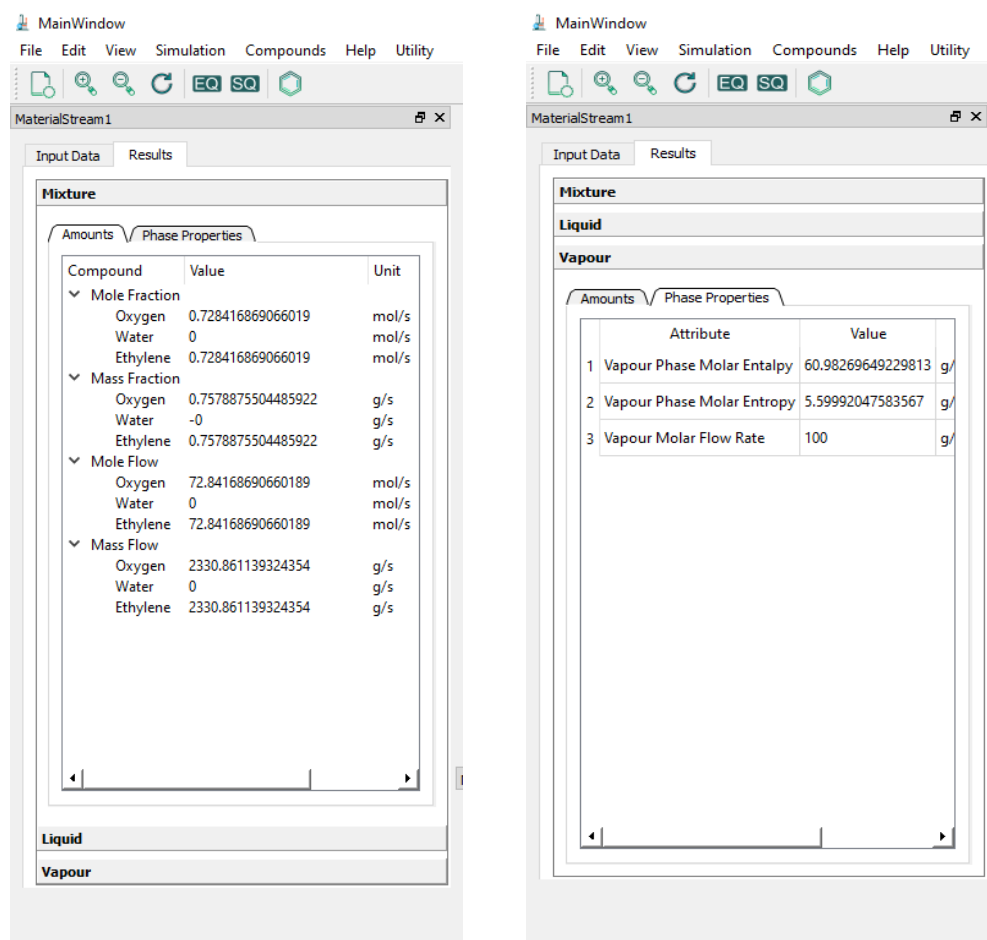 MainWindow
File Edit View Simulation Compounds Help Utility
EQ SQ
MaterialStream1
Input Data Results
Mixture
Amounts Phase Properties
Compound Value Unit
Mole Fraction
Oxygen 0.728416869066019 mol/s
Water 0 mol/s
Ethylene 0.728416869066019 mol/s
Mass Fraction
Oxygen 0.7578875504485922 g/s
Water -0 g/s
Ethylene 0.7578875504485922 g/s
Mole Flow
Oxygen 72.84168690660189 mol/s
Water 0 mol/s
Ethylene 72.84168690660189 mol/s
Mass Flow
Oxygen 2330.861139324354 g/s
Water 0 g/s
Ethylene 2330.861139324354 g/s
Liquid
Vapour
MainWindow
File Edit View Simulation Compounds Help Utility
EQ SQ
MaterialStream1
Input Data Results
Mixture
Liquid
Vapour
Amounts Phase Properties
Attribute Value
1 Vapour Phase Molar Entalpy 60.98269649229813 g/
2 Vapour Phase Molar Entropy 5.59992047583567 g/
3 Vapour Molar Flow Rate 100 g/